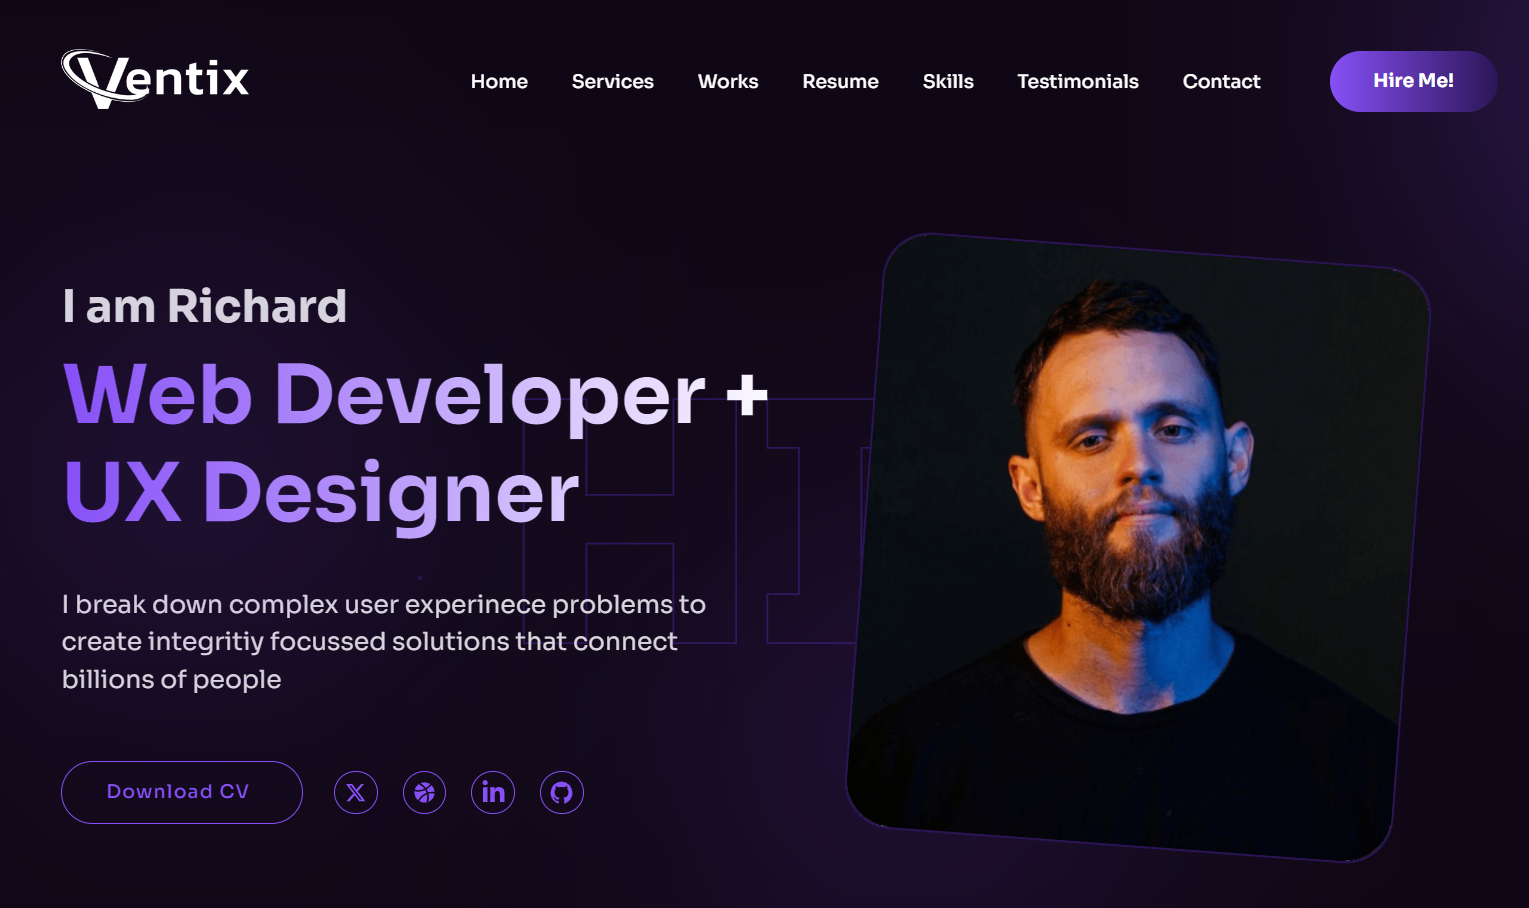 Ventix
Home Services Works Resume Skills Testimonials Contact Hire Me!
I am Richard
Web Developer +
UX Designer
HI
I break down complex user experinece problems to
create integritiy focussed solutions that connect
billions of people
Download CV